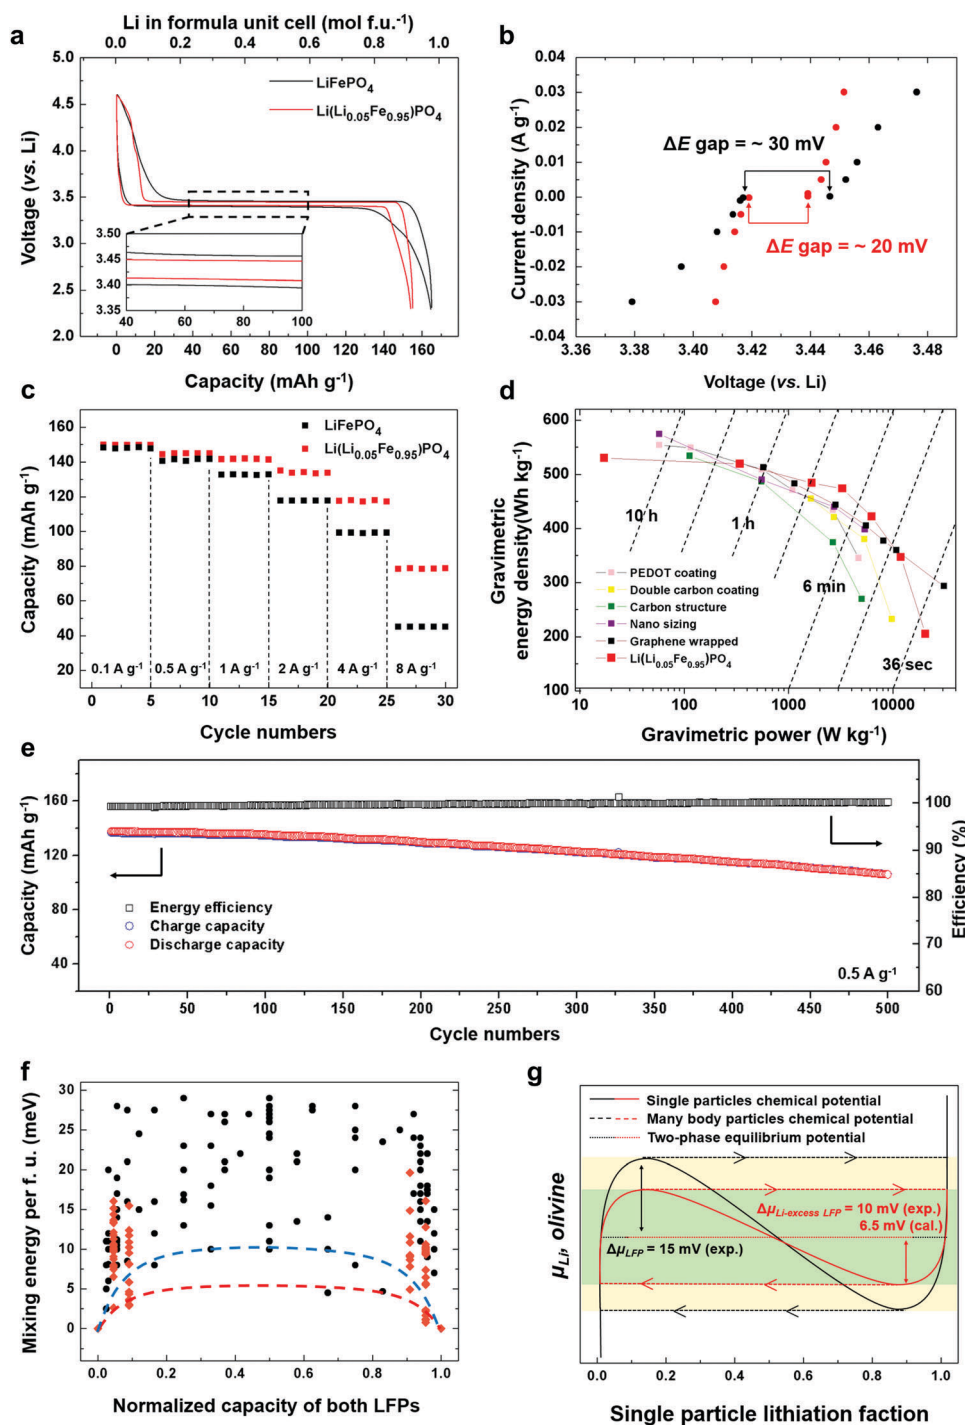 a
Li in formula unit cell (mol f.u.-1)
0.0 0.2 0.4 0.6 0.8 1.0
5.0
4.5
4.0
3.5
3.0
2.5
2.0
Voltage (vs. Li)
LiFePO4
Li(Li0.05Fe0.95)PO4
3.50
3.45
3.40
3.35
40 60 80 100
0 20 40 60 80 100 120 140 160
Capacity (mAh g-1)
b
0.04
0.03
0.02
0.01
0.00
-0.01
-0.02
-0.03
-0.04
Current density (A g-1)
ΔE gap = ~ 30 mV
ΔE gap = ~ 20 mV
3.36 3.38 3.40 3.42 3.44 3.46 3.48
Voltage (vs. Li)
c
160
140
120
100
80
60
40
20
Capacity (mAh g-1)
LiFePO4
Li(Li0.05Fe0.95)PO4
0.1 A g-1 0.5 A g-1 1 A g-1 2 A g-1 4 A g-1 8 A g-1
0 5 10 15 20 25 30
Cycle numbers
d
600
500
400
300
200
100
Gravimetric
energy density(Wh kg-1)
10 h
1 h
6 min
36 sec
PEDOT coating
Double carbon coating
Carbon structure
Nano sizing
Graphene wrapped
Li(Li0.05Fe0.95)PO4
10 100 1000 10000
Gravimetric power (W kg-1)
e
160
120
80
40
Capacity (mAh g-1)
Energy efficiency
Charge capacity
Discharge capacity
0.5 A g-1
100
90
80
70
60
Efficiency (%)
0 50 100 150 200 250 300 350 400 450 500
Cycle numbers
f
30
25
20
15
10
5
0
Mixing energy per f. u. (meV)
0.0 0.2 0.4 0.6 0.8 1.0
Normalized capacity of both LFPs
g
Single particles chemical potential
Many body particles chemical potential
Two-phase equilibrium potential
μLi, olivine
ΔμLi-excess LFP = 10 mV (exp.)
6.5 mV (cal.)
ΔμLFP = 15 mV (exp.)
0.0 0.2 0.4 0.6 0.8 1.0
Single particle lithiation faction